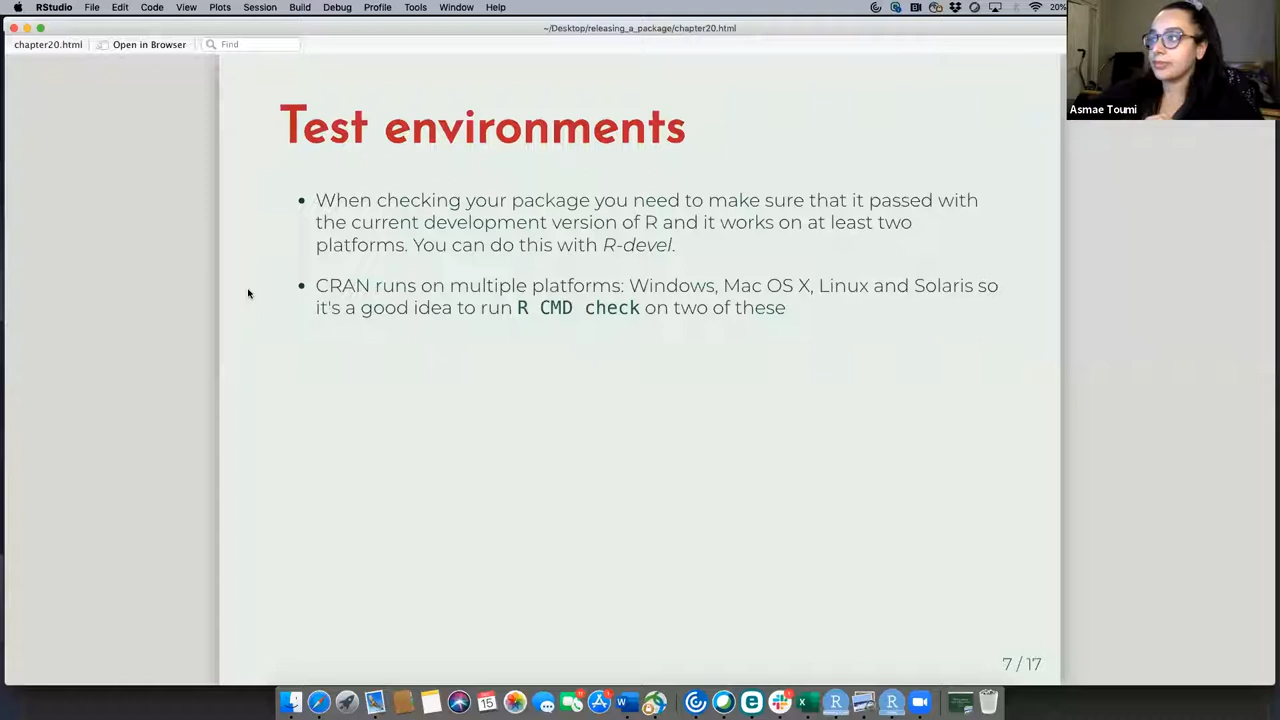 RStudio File Edit Code View Plots Session Build Debug Profile Tools Window Help 20%
~/Desktop/releasing_a_package/chapter20.html
chapter20.html Open in Browser Find
Asmae Toumi
Test environments
• When checking your package you need to make sure that it passed with
the current development version of R and it works on at least two
platforms. You can do this with R-devel.
• CRAN runs on multiple platforms: Windows, Mac OS X, Linux and Solaris so
it's a good idea to run R CMD check on two of these
7 / 17
15